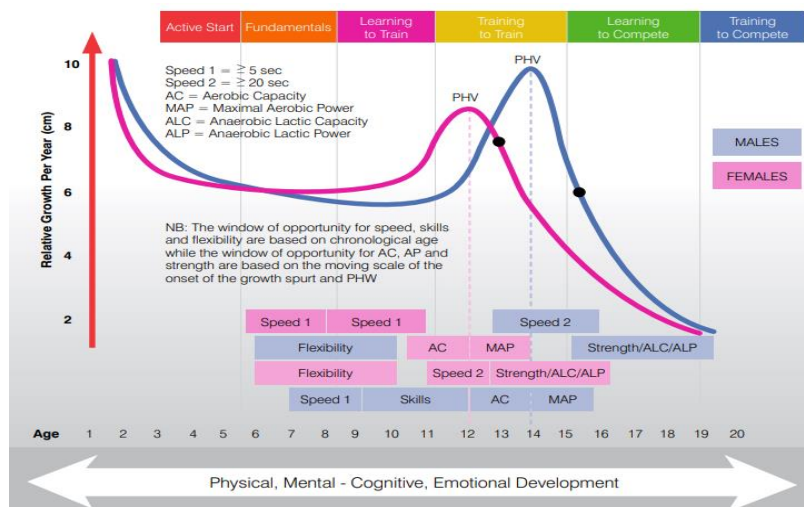 Active Start
Fundamentals
Learning
to Train
Training
to Train
Learning
to Compete
Training
to Compete
Relative Growth Per Year (cm)
10
8
6
4
2
Speed 1 = ≥ 5 sec
Speed 2 = ≥ 20 sec
AC = Aerobic Capacity
MAP = Maximal Aerobic Power
ALC = Anaerobic Lactic Capacity
ALP = Anaerobic Lactic Power
PHV
PHV
MALES
FEMALES
NB: The window of opportunity for speed, skills
and flexibility are based on chronological age
while the window of opportunity for AC, AP and
strength are based on the moving scale of the
onset of the growth spurt and PHW
Speed 1 Speed 1 Speed 2
Flexibility AC MAP Strength/ALC/ALP
Flexibility Speed 2 Strength/ALC/ALP
Speed 1 Skills AC MAP
Age 1 2 3 4 5 6 7 8 9 10 11 12 13 14 15 16 17 18 19 20
Physical, Mental - Cognitive, Emotional Development